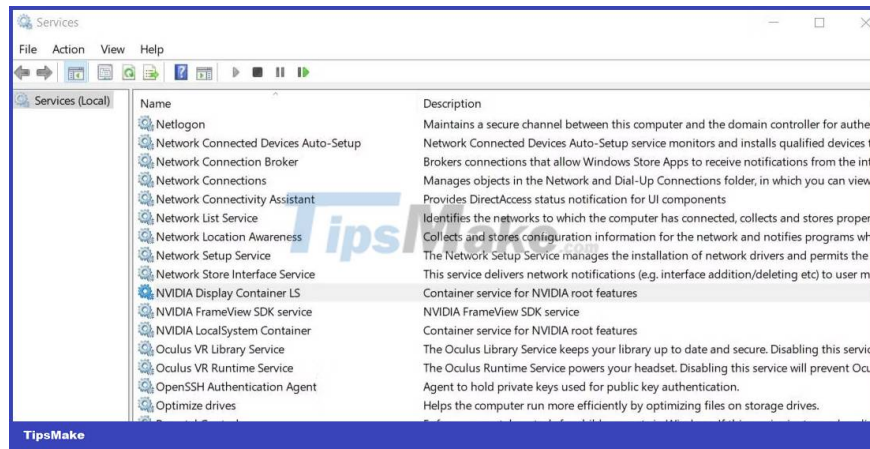 Services
File Action View Help
Services (Local)
Name Description
Netlogon Maintains a secure channel between this computer and the domain controller for authe
Network Connected Devices Auto-Setup Network Connected Devices Auto-Setup service monitors and installs qualified devices t
Network Connection Broker Brokers connections that allow Windows Store Apps to receive notifications from the int
Network Connections Manages objects in the Network and Dial-Up Connections folder, in which you can view
Network Connectivity Assistant Provides DirectAccess status notification for UI components
Network List Service Identifies the networks to which the computer has connected, collects and stores proper
Network Location Awareness Collects and stores configuration information for the network and notifies programs wh
TipsMake.com
Network Setup Service The Network Setup Service manages the installation of network drivers and permits the
Network Store Interface Service This service delivers network notifications (e.g. interface addition/deleting etc) to user m
NVIDIA Display Container LS Container service for NVIDIA root features
NVIDIA FrameView SDK service NVIDIA FrameView SDK service
NVIDIA LocalSystem Container Container service for NVIDIA root features
Oculus VR Library Service The Oculus Library Service keeps your library up to date and secure. Disabling this servic
Oculus VR Runtime Service The Oculus Runtime Service powers your headset. Disabling this service will prevent Ocu
OpenSSH Authentication Agent Agent to hold private keys used for public key authentication.
Optimize drives Helps the computer run more efficiently by optimizing files on storage drives.
TipsMake